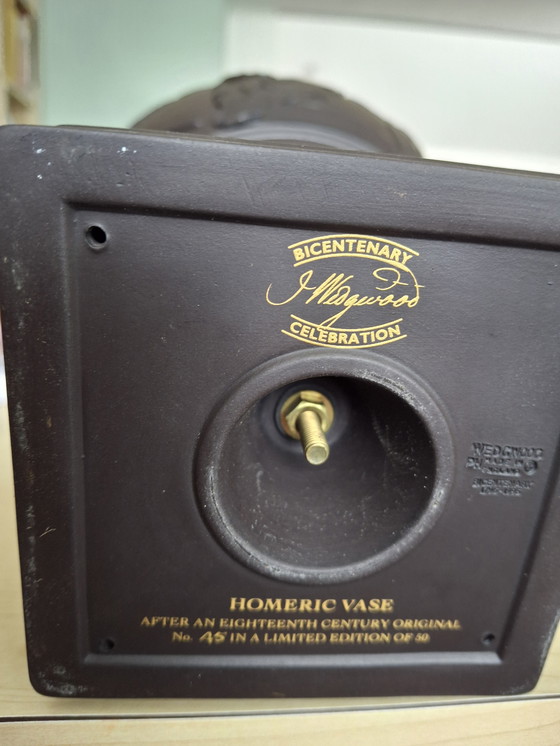 BICENTENARY
J Wedgwood
CELEBRATION
WEDGWOOD
HOMERIC VASE
AFTER AN EIGHTEENTH CENTURY ORIGINAL
No. 45 IN A LIMITED EDITION OF 50